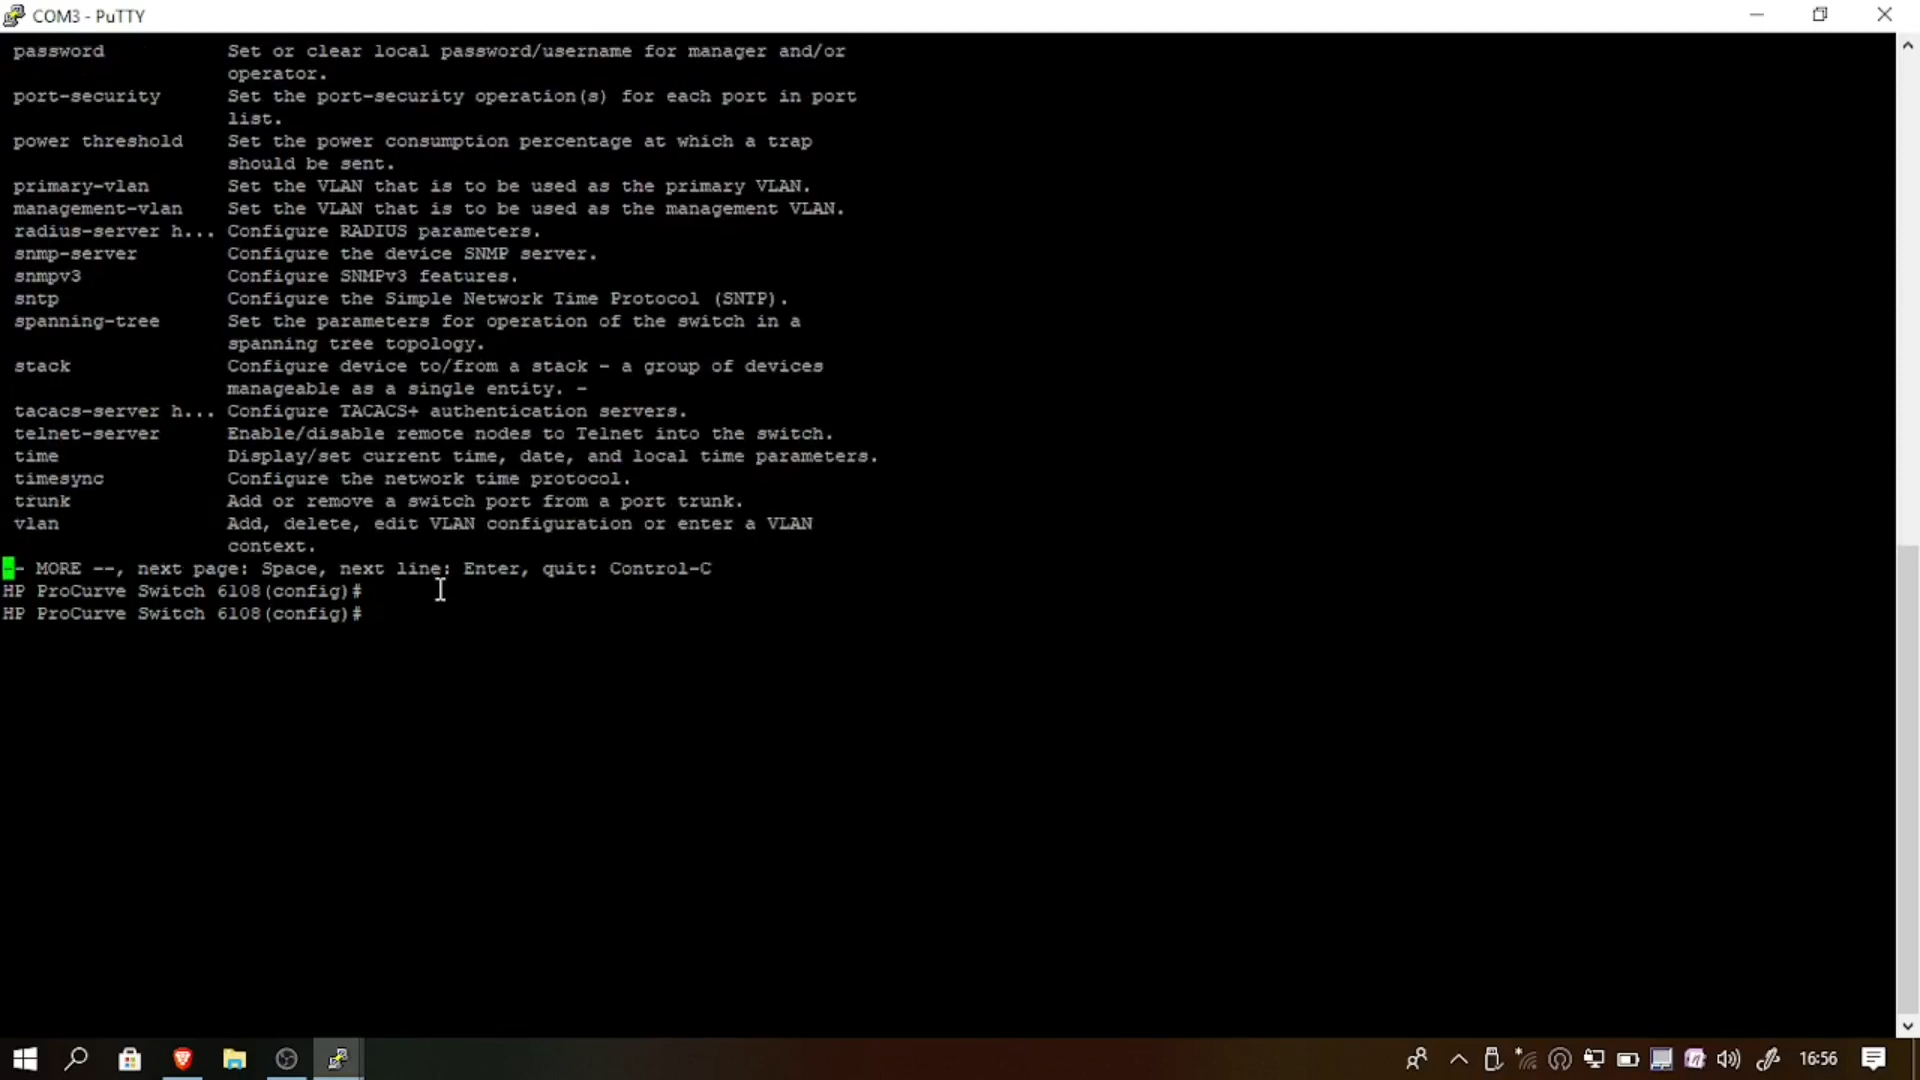 COM3 - PuTTY
password Set or clear local password/username for manager and/or
operator.
port-security Set the port-security operation(s) for each port in port
list.
power threshold Set the power consumption percentage at which a trap
should be sent.
primary-vlan Set the VLAN that is to be used as the primary VLAN.
management-vlan Set the VLAN that is to be used as the management VLAN.
radius-server h... Configure RADIUS parameters.
snmp-server Configure the device SNMP server.
snmpv3 Configure SNMPv3 features.
sntp Configure the Simple Network Time Protocol (SNTP).
spanning-tree Set the parameters for operation of the switch in a
spanning tree topology.
stack Configure device to/from a stack - a group of devices
manageable as a single entity. -
tacacs-server h... Configure TACACS+ authentication servers.
telnet-server Enable/disable remote nodes to Telnet into the switch.
time Display/set current time, date, and local time parameters.
timesync Configure the network time protocol.
trunk Add or remove a switch port from a port trunk.
vlan Add, delete, edit VLAN configuration or enter a VLAN
context.
-- MORE --, next page: Space, next line: Enter, quit: Control-C
HP ProCurve Switch 6108(config)#
HP ProCurve Switch 6108(config)#
16:56